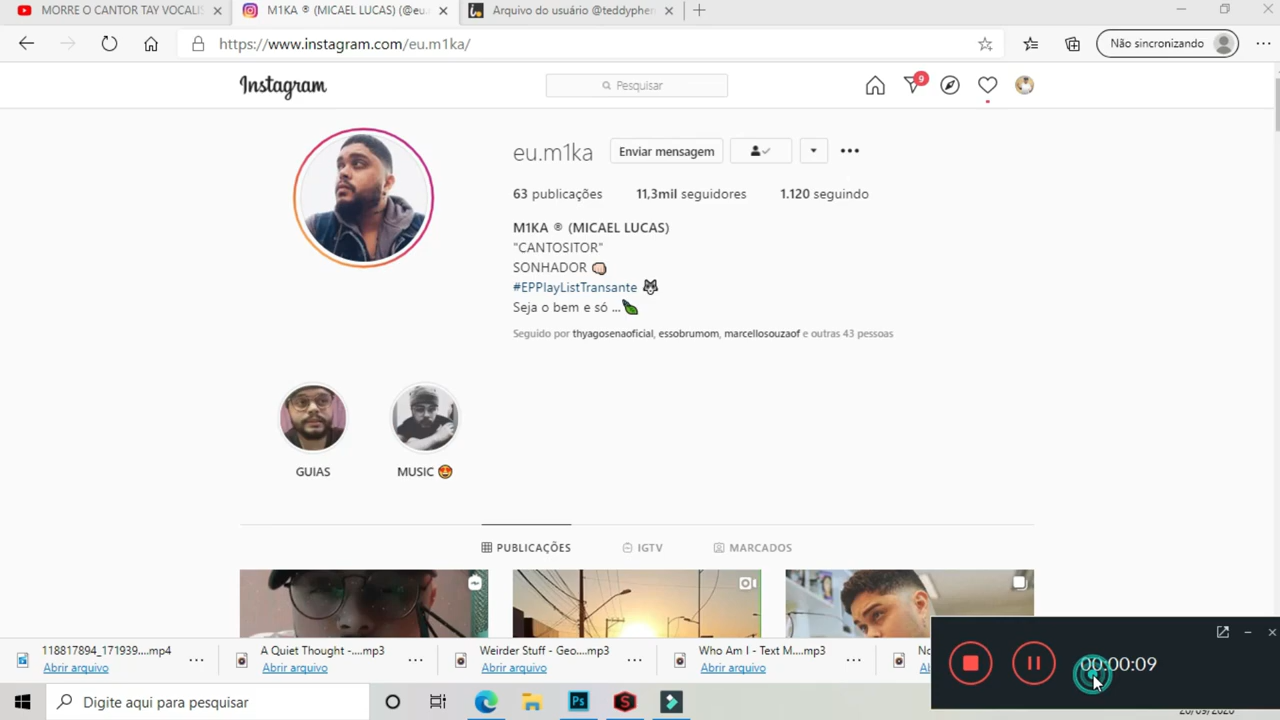 MORRE O CANTOR TAY VOCALIS
M1KA ® (MICAEL LUCAS) (@eu.
Arquivo do usuário @teddypher
https://www.instagram.com/eu.m1ka/
Não sincronizando
Instagram
Pesquisar
9
eu.m1ka
Enviar mensagem
63 publicações 11,3mil seguidores 1.120 seguindo
M1KA ® (MICAEL LUCAS)
"CANTOSITOR"
SONHADOR
#EPPlayListTransante
Seja o bem e só ...
Seguido por thyagosenaoficial, essobrumom, marcellosouzaof e outras 43 pessoas
GUIAS
MUSIC
PUBLICAÇÕES
IGTV
MARCADOS
118817894_171939....mp4
Abrir arquivo
A Quiet Thought -....mp3
Abrir arquivo
Weirder Stuff - Geo....mp3
Abrir arquivo
Who Am I - Text M....mp3
Abrir arquivo
00:00:09
Digite aqui para pesquisar
Ps